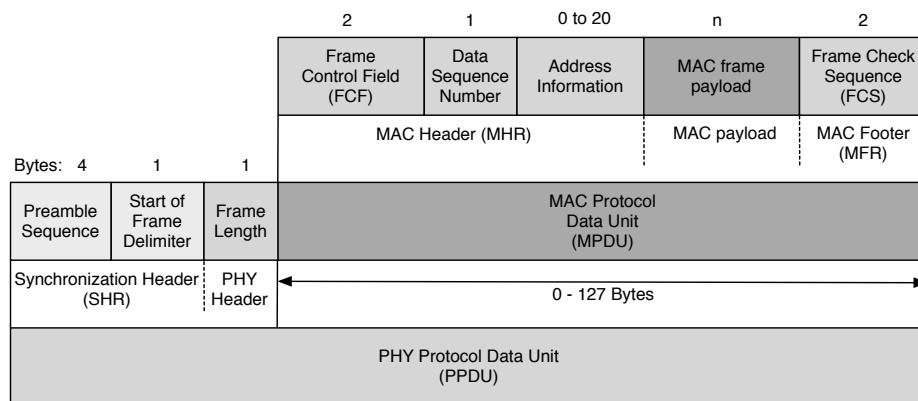 2 1 0 to 20 n 2
Frame Control Field (FCF)
Data Sequence Number
Address Information
MAC frame payload
Frame Check Sequence (FCS)
MAC Header (MHR)
MAC payload
MAC Footer (MFR)
Bytes: 4 1 1
Preamble Sequence
Start of Frame Delimiter
Frame Length
MAC Protocol Data Unit (MPDU)
Synchronization Header (SHR)
PHY Header
0 - 127 Bytes
PHY Protocol Data Unit (PPDU)